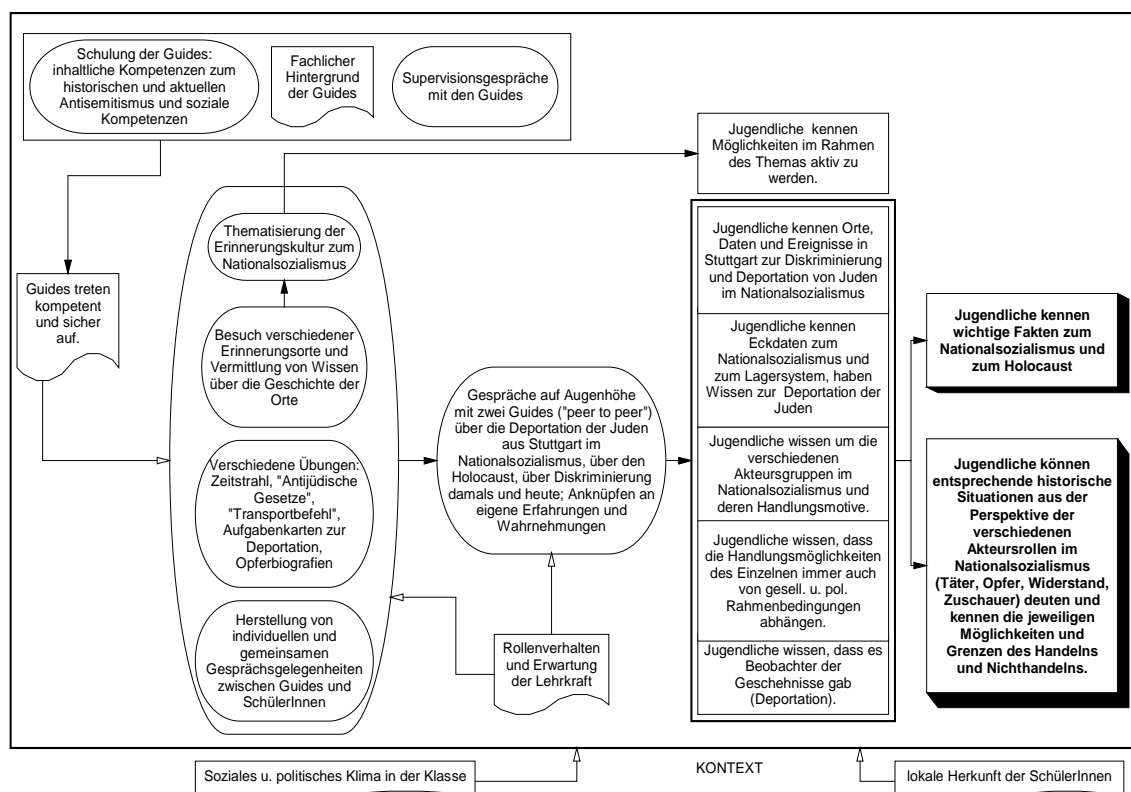 Schulung der Guides:
inhaltliche Kompetenzen zum
historischen und aktuellen
Antisemitismus und soziale
Kompetenzen
Fachlicher
Hintergrund
der Guides
Supervisionsgespräche
mit den Guides
Jugendliche kennen
Möglichkeiten im Rahmen
des Themas aktiv zu
werden.
Guides treten
kompetent
und sicher
auf.
Thematisierung der
Erinnerungskultur zum
Nationalsozialismus
Besuch verschiedener
Erinnerungsorte und
Vermittlung von Wissen
über die Geschichte der
Orte
Verschiedene Übungen:
Zeitstrahl, "Antijüdische
Gesetze",
"Transportbefehl",
Aufgabenkarten zur
Deportation,
Opferbiografien
Herstellung von
individuellen und
gemeinsamen
Gesprächsgelegenheiten
zwischen Guides und
SchülerInnen
Gespräche auf Augenhöhe
mit zwei Guides ("peer to peer")
über die Deportation der Juden
aus Stuttgart im
Nationalsozialismus, über den
Holocaust, über Diskriminierung
damals und heute; Anknüpfen an
eigene Erfahrungen und
Wahrnehmungen
Rollenverhalten
und Erwartung
der Lehrkraft
Jugendliche kennen Orte,
Daten und Ereignisse in
Stuttgart zur Diskriminierung
und Deportation von Juden
im Nationalsozialismus
Jugendliche kennen
Eckdaten zum
Nationalsozialismus und
zum Lagersystem, haben
Wissen zur Deportation der
Juden
Jugendliche wissen um die
verschiedenen
Akteursgruppen im
Nationalsozialismus und
deren Handlungsmotive.
Jugendliche wissen, dass
die Handlungsmöglichkeiten
des Einzelnen immer auch
von gesell. u. pol.
Rahmenbedingungen
abhängen.
Jugendliche wissen, dass es
Beobachter der
Geschehnisse gab
(Deportation).
Jugendliche kennen
wichtige Fakten zum
Nationalsozialismus und
zum Holocaust
Jugendliche können
entsprechende historische
Situationen aus der
Perspektive der
verschiedenen
Akteursrollen im
Nationalsozialismus
(Täter, Opfer, Widerstand,
Zuschauer) deuten und
kennen die jeweiligen
Möglichkeiten und
Grenzen des Handelns
und Nichthandelns.
Soziales u. politisches Klima in der Klasse
KONTEXT
lokale Herkunft der SchülerInnen